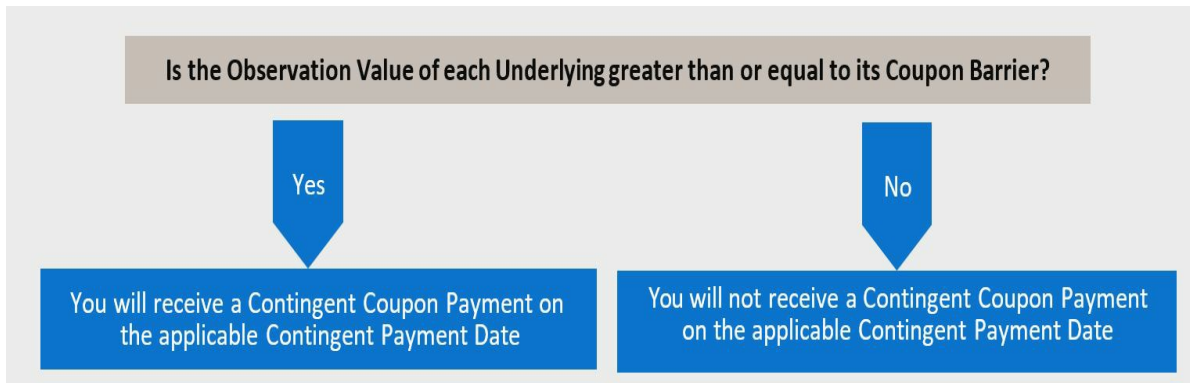 Is the Observation Value of each Underlying greater than or equal to its Coupon Barrier?
Yes
No
You will receive a Contingent Coupon Payment on
the applicable Contingent Payment Date
You will not receive a Contingent Coupon Payment
on the applicable Contingent Payment Date